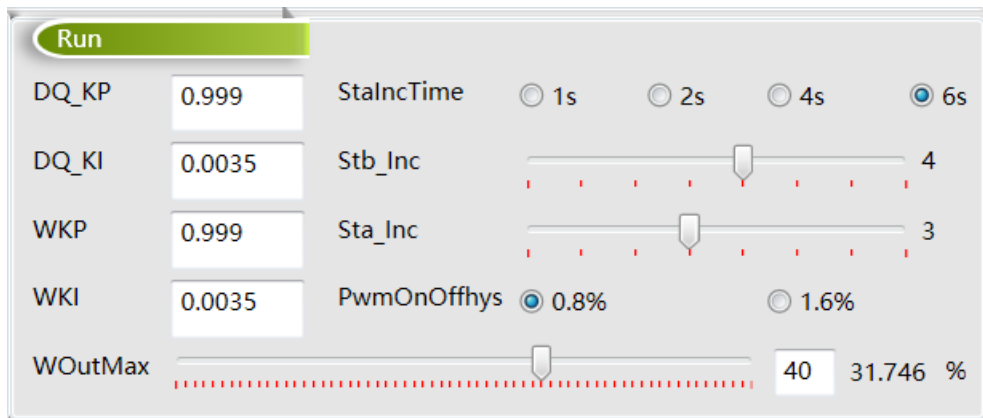 Run
DQ_KP 0.999 StaIncTime 1s 2s 4s 6s
DQ_KI 0.0035 Stb_Inc 4
WKP 0.999 Sta_Inc 3
WKI 0.0035 PwmOnOffhys 0.8% 1.6%
WOutMax 40 31.746 %